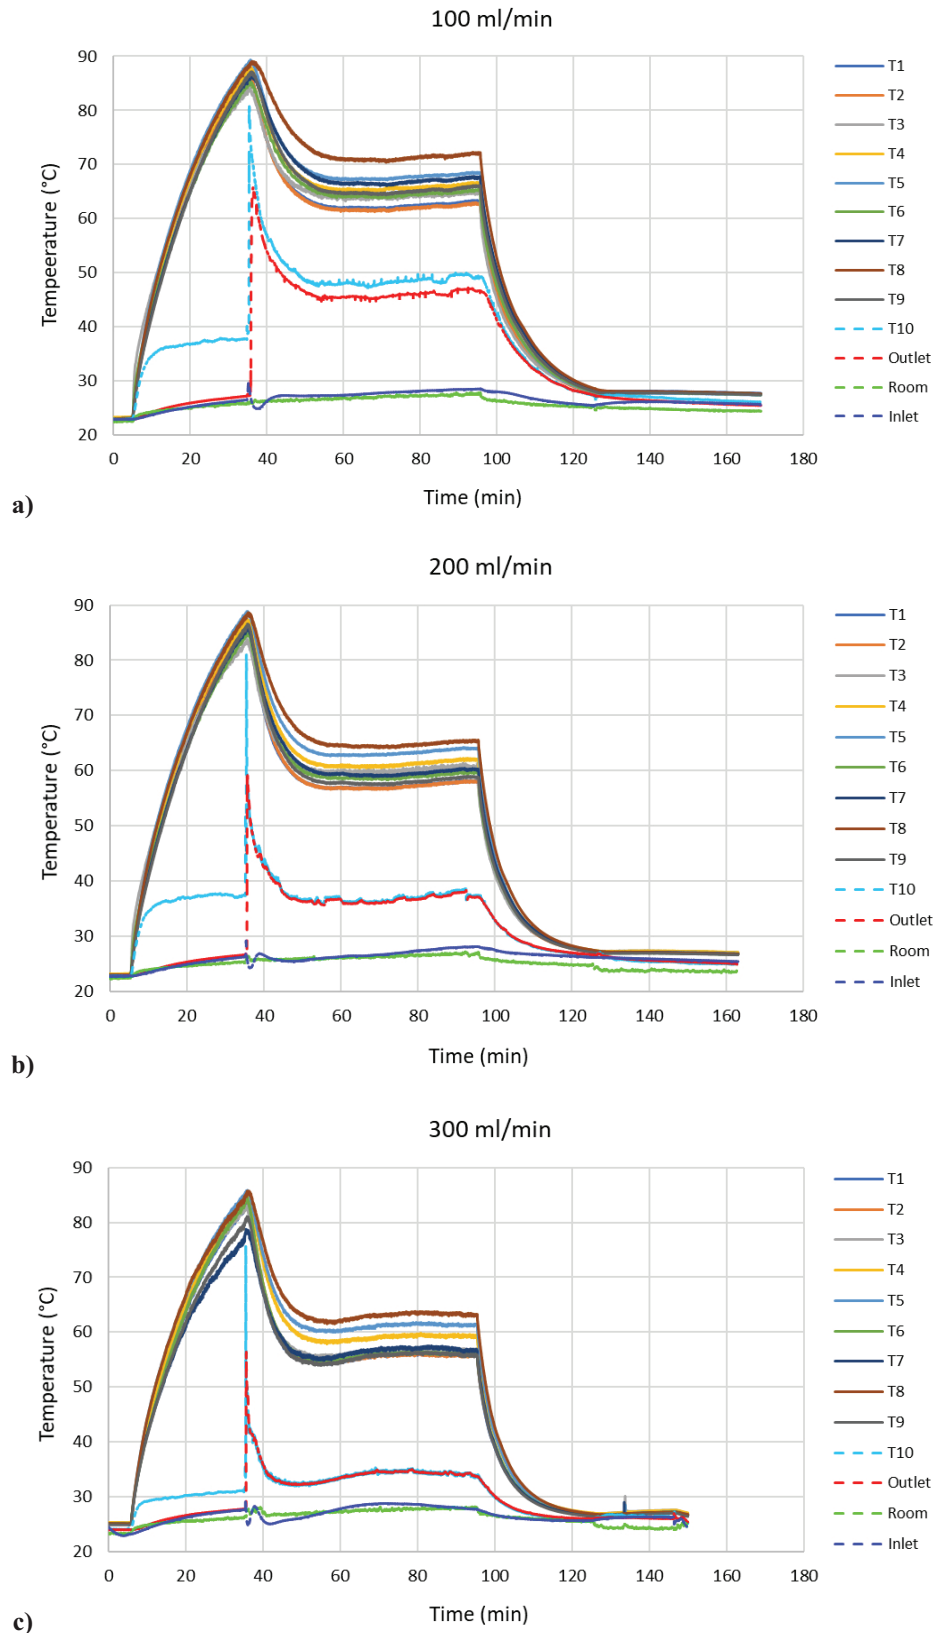 100 ml/min
Tempeerature (°C)
90
80
70
60
50
40
30
20
0 20 40 60 80 100 120 140 160 180
Time (min)
T1
T2
T3
T4
T5
T6
T7
T8
T9
T10
Outlet
Room
Inlet
a)
200 ml/min
Temperature (°C)
90
80
70
60
50
40
30
20
0 20 40 60 80 100 120 140 160 180
Time (min)
T1
T2
T3
T4
T5
T6
T7
T8
T9
T10
Outlet
Room
Inlet
b)
300 ml/min
Temperature (°C)
90
80
70
60
50
40
30
20
0 20 40 60 80 100 120 140 160 180
Time (min)
T1
T2
T3
T4
T5
T6
T7
T8
T9
T10
Outlet
Room
Inlet
c)